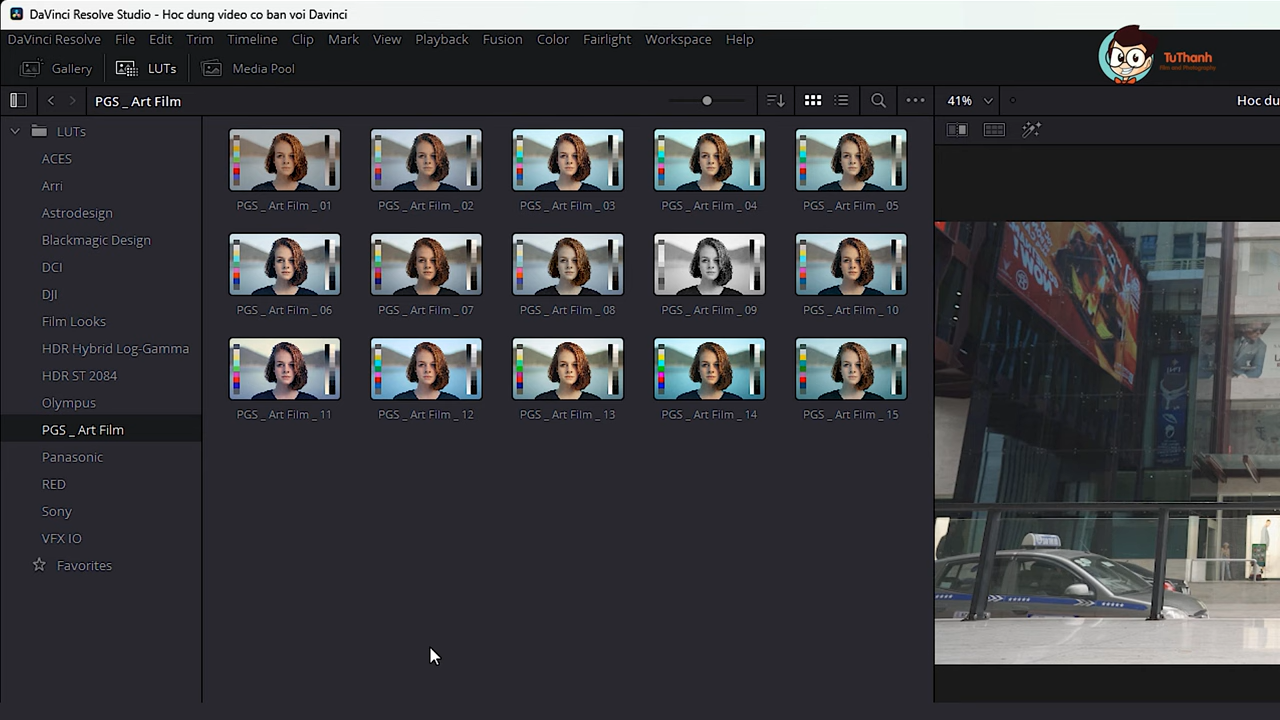 DaVinci Resolve Studio - Hoc dung video co ban voi Davinci
DaVinci Resolve File Edit Trim Timeline Clip Mark View Playback Fusion Color Fairlight Workspace Help
TuThanh
Gallery LUTs Media Pool
PGS _ Art Film
41%
Hoc du
LUTs
ACES
Arri
Astrodesign
Blackmagic Design
DCI
DJI
Film Looks
HDR Hybrid Log-Gamma
HDR ST 2084
Olympus
PGS _ Art Film
Panasonic
RED
Sony
VFX IO
Favorites
PGS _ Art Film _ 01
PGS _ Art Film _ 02
PGS _ Art Film _ 03
PGS _ Art Film _ 04
PGS _ Art Film _ 05
PGS _ Art Film _ 06
PGS _ Art Film _ 07
PGS _ Art Film _ 08
PGS _ Art Film _ 09
PGS _ Art Film _ 10
PGS _ Art Film _ 11
PGS _ Art Film _ 12
PGS _ Art Film _ 13
PGS _ Art Film _ 14
PGS _ Art Film _ 15